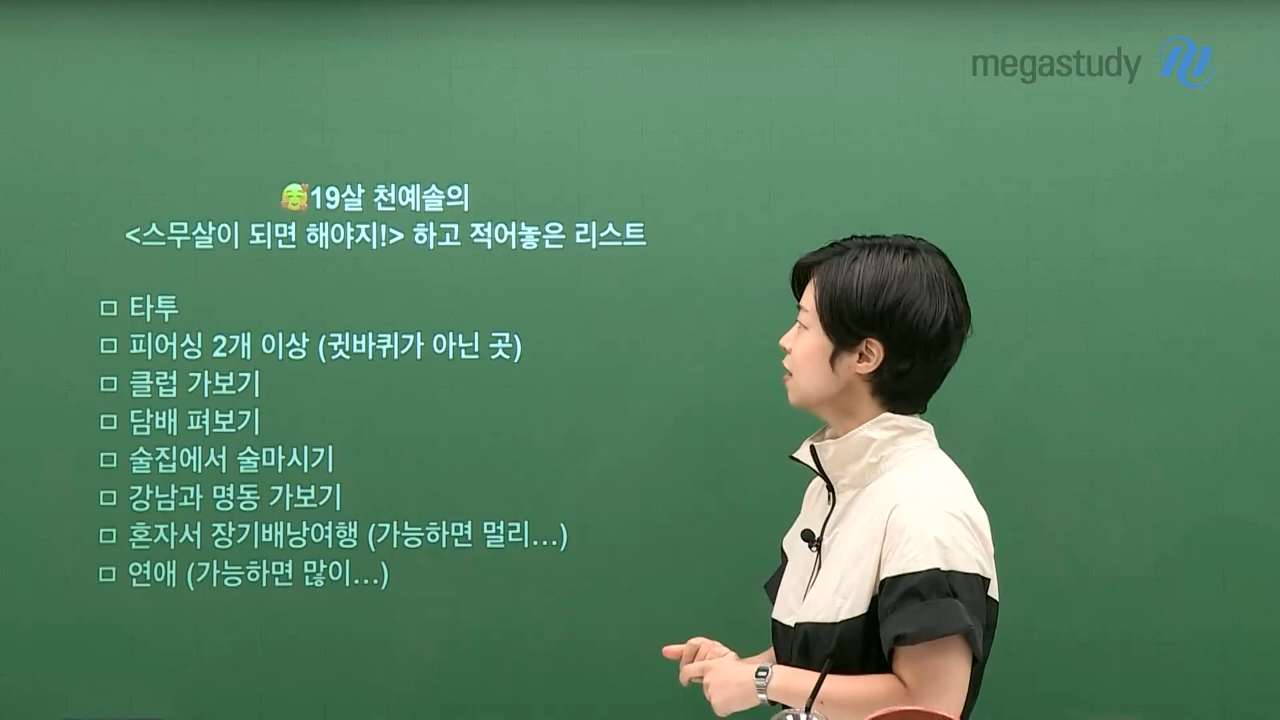 megastudy
🥰19살 천예솔의
<스무살이 되면 해야지!> 하고 적어놓은 리스트
□ 타투
□ 피어싱 2개 이상 (귓바퀴가 아닌 곳)
□ 클럽 가보기
□ 담배 펴보기
□ 술집에서 술마시기
□ 강남과 명동 가보기
□ 혼자서 장기배낭여행 (가능하면 멀리...)
□ 연애 (가능하면 많이...)